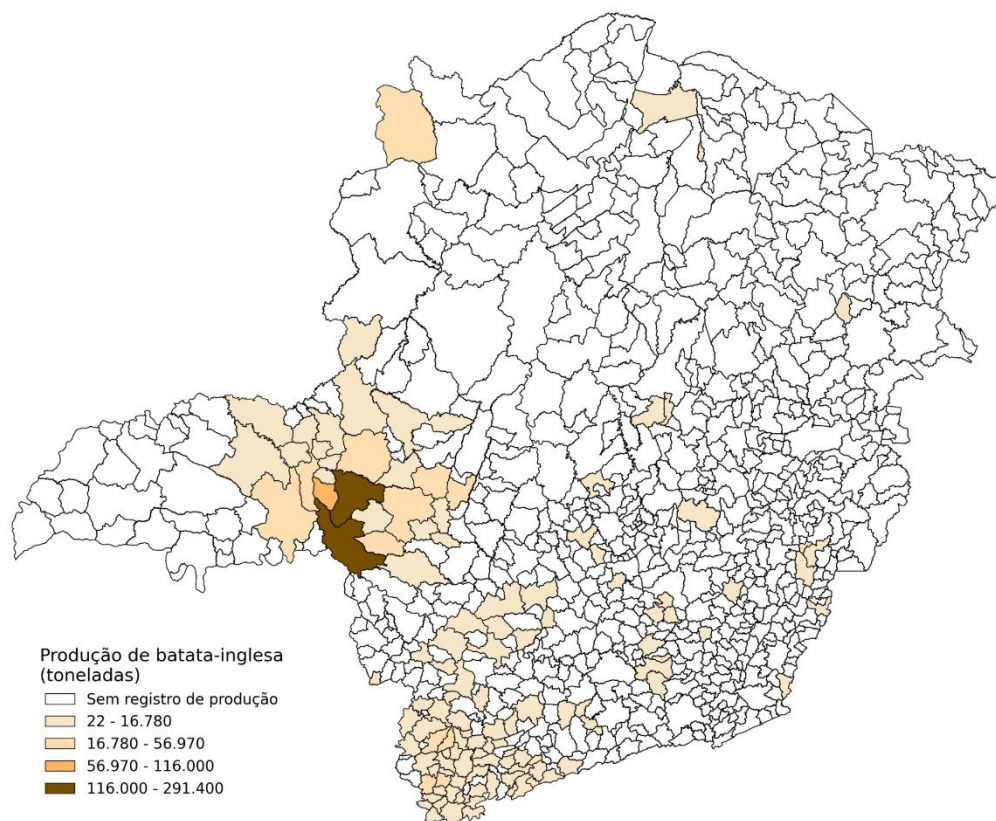 Produção de batata-inglesa
(toneladas)
Sem registro de produção
22 - 16.780
16.780 - 56.970
56.970 - 116.000
116.000 - 291.400